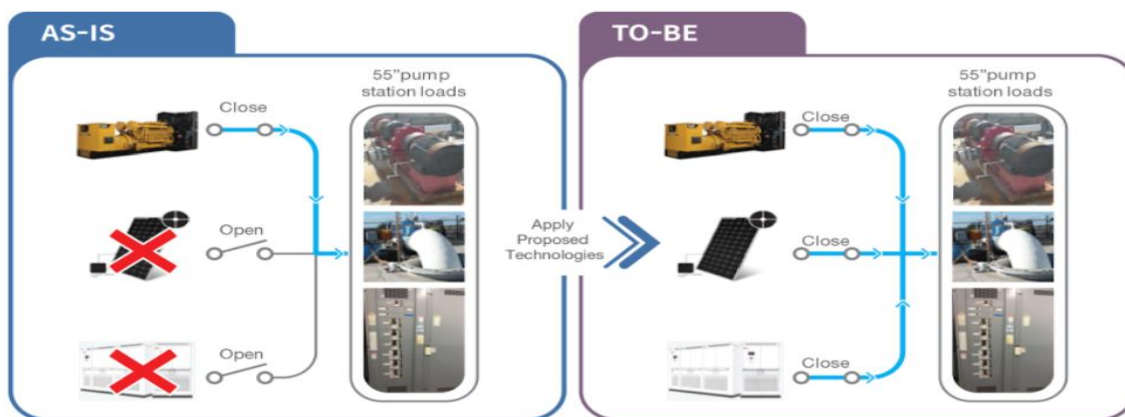 AS-IS
55”pump
station loads
Close
Open
Open
Apply
Proposed
Technologies
TO-BE
55”pump
station loads
Close
Close
Close